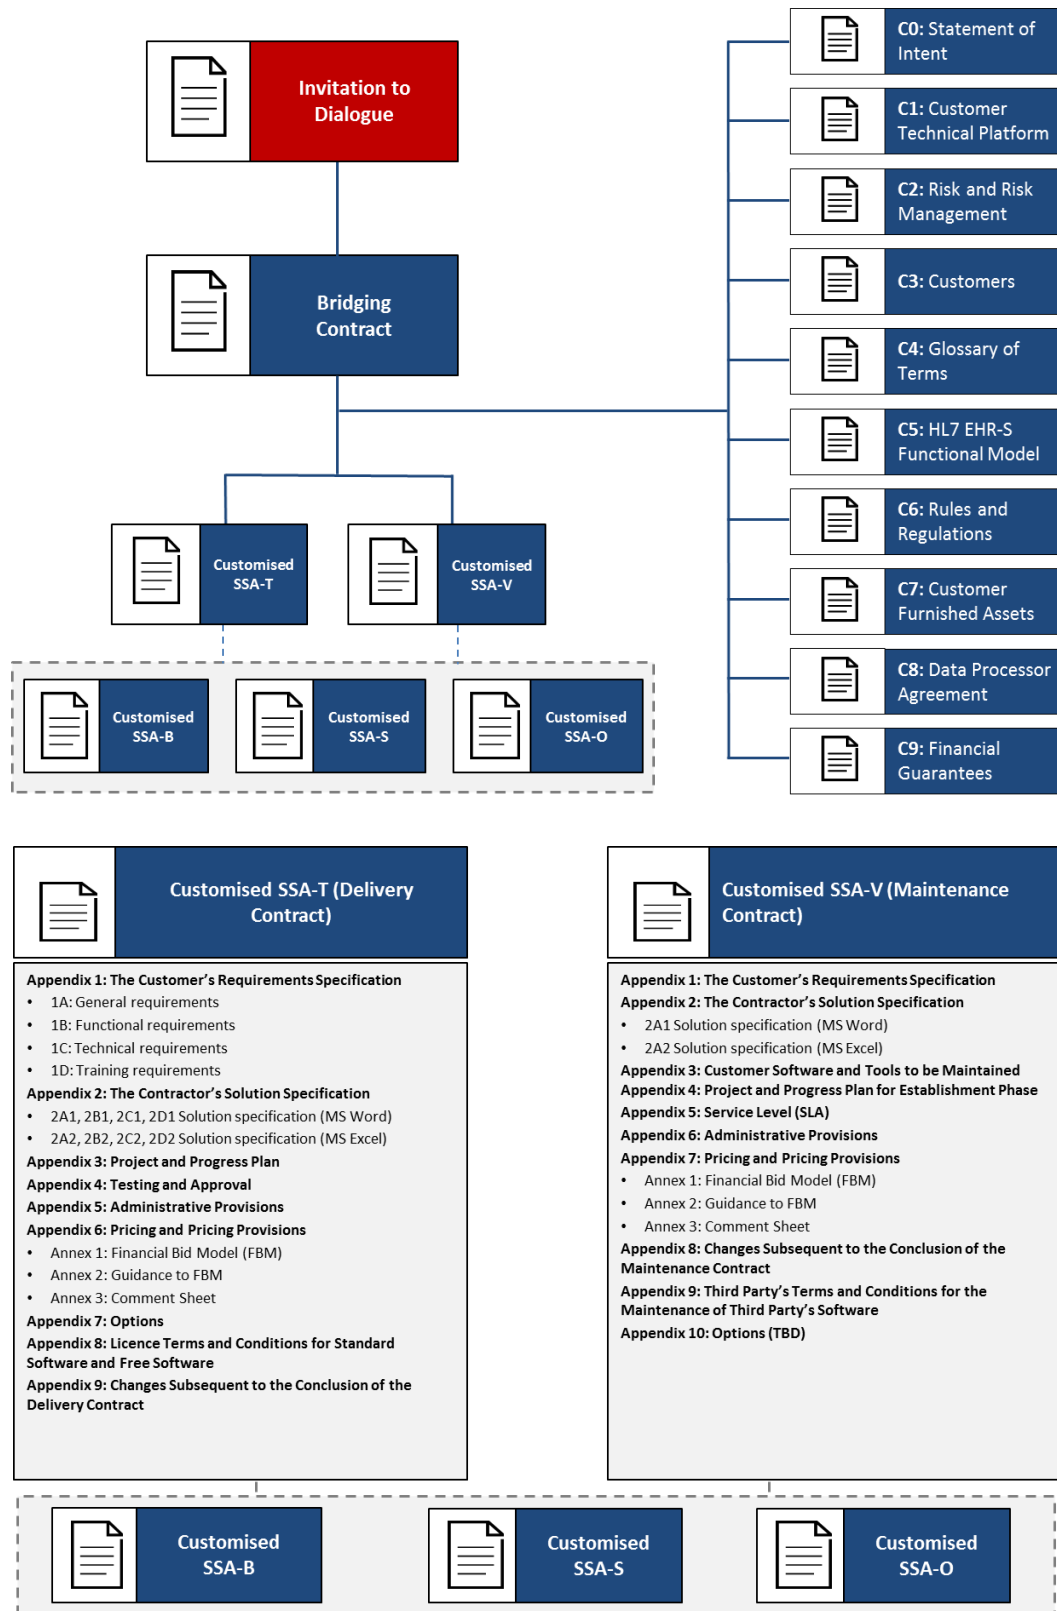 Invitation to
Dialogue
Bridging
Contract
Customised
SSA-T
Customised
SSA-V
Customised
SSA-B
Customised
SSA-S
Customised
SSA-O
C0: Statement of
Intent
C1: Customer
Technical Platform
C2: Risk and Risk
Management
C3: Customers
C4: Glossary of
Terms
C5: HL7 EHR-S
Functional Model
C6: Rules and
Regulations
C7: Customer
Furnished Assets
C8: Data Processor
Agreement
C9: Financial
Guarantees
Customised SSA-T (Delivery
Contract)
Appendix 1: The Customer’s Requirements Specification
• 1A: General requirements
• 1B: Functional requirements
• 1C: Technical requirements
• 1D: Training requirements
Appendix 2: The Contractor’s Solution Specification
• 2A1, 2B1, 2C1, 2D1 Solution specification (MS Word)
• 2A2, 2B2, 2C2, 2D2 Solution specification (MS Excel)
Appendix 3: Project and Progress Plan
Appendix 4: Testing and Approval
Appendix 5: Administrative Provisions
Appendix 6: Pricing and Pricing Provisions
• Annex 1: Financial Bid Model (FBM)
• Annex 2: Guidance to FBM
• Annex 3: Comment Sheet
Appendix 7: Options
Appendix 8: Licence Terms and Conditions for Standard
Software and Free Software
Appendix 9: Changes Subsequent to the Conclusion of the
Delivery Contract
Customised SSA-V (Maintenance
Contract)
Appendix 1: The Customer’s Requirements Specification
Appendix 2: The Contractor’s Solution Specification
• 2A1 Solution specification (MS Word)
• 2A2 Solution specification (MS Excel)
Appendix 3: Customer Software and Tools to be Maintained
Appendix 4: Project and Progress Plan for Establishment Phase
Appendix 5: Service Level (SLA)
Appendix 6: Administrative Provisions
Appendix 7: Pricing and Pricing Provisions
• Annex 1: Financial Bid Model (FBM)
• Annex 2: Guidance to FBM
• Annex 3: Comment Sheet
Appendix 8: Changes Subsequent to the Conclusion of the
Maintenance Contract
Appendix 9: Third Party’s Terms and Conditions for the
Maintenance of Third Party’s Software
Appendix 10: Options (TBD)
Customised
SSA-B
Customised
SSA-S
Customised
SSA-O